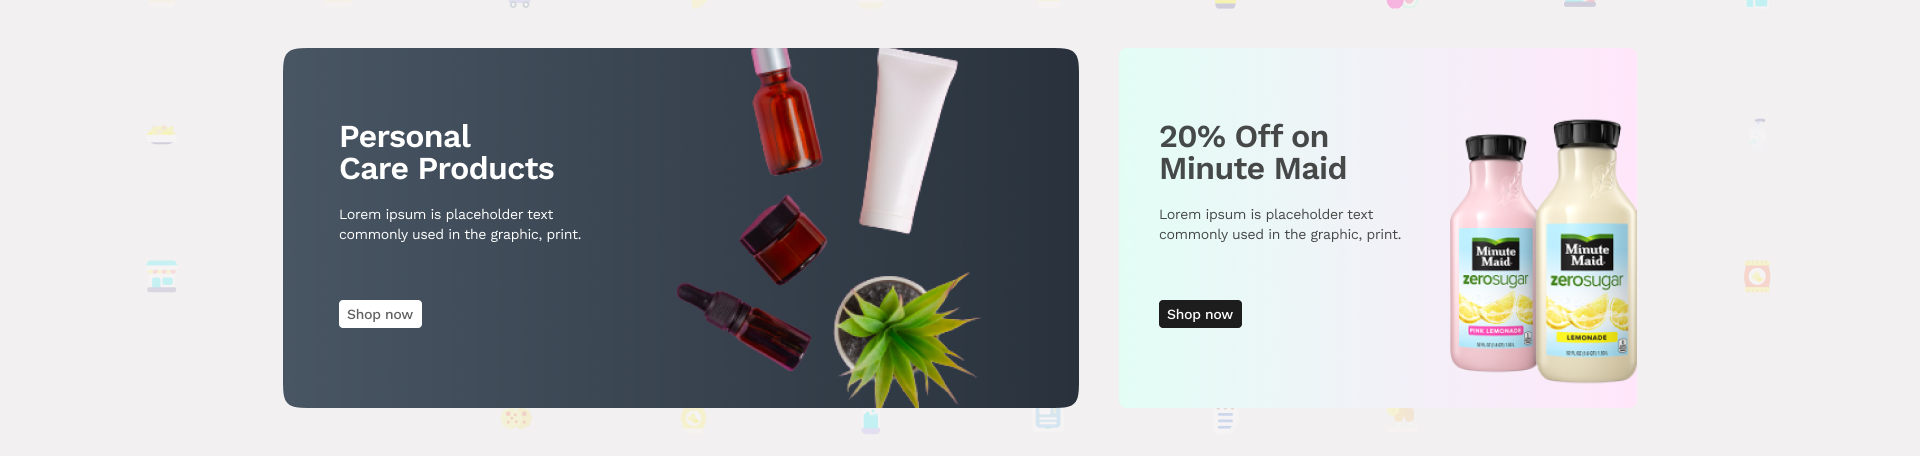 Personal
Care Products
Lorem ipsum is placeholder text
commonly used in the graphic, print.
Shop now
20% Off on
Minute Maid
Lorem ipsum is placeholder text
commonly used in the graphic, print.
Shop now
Minute
Maid
zerosugar
PINK LEMONADE
Minute
Maid
zerosugar
LEMONADE